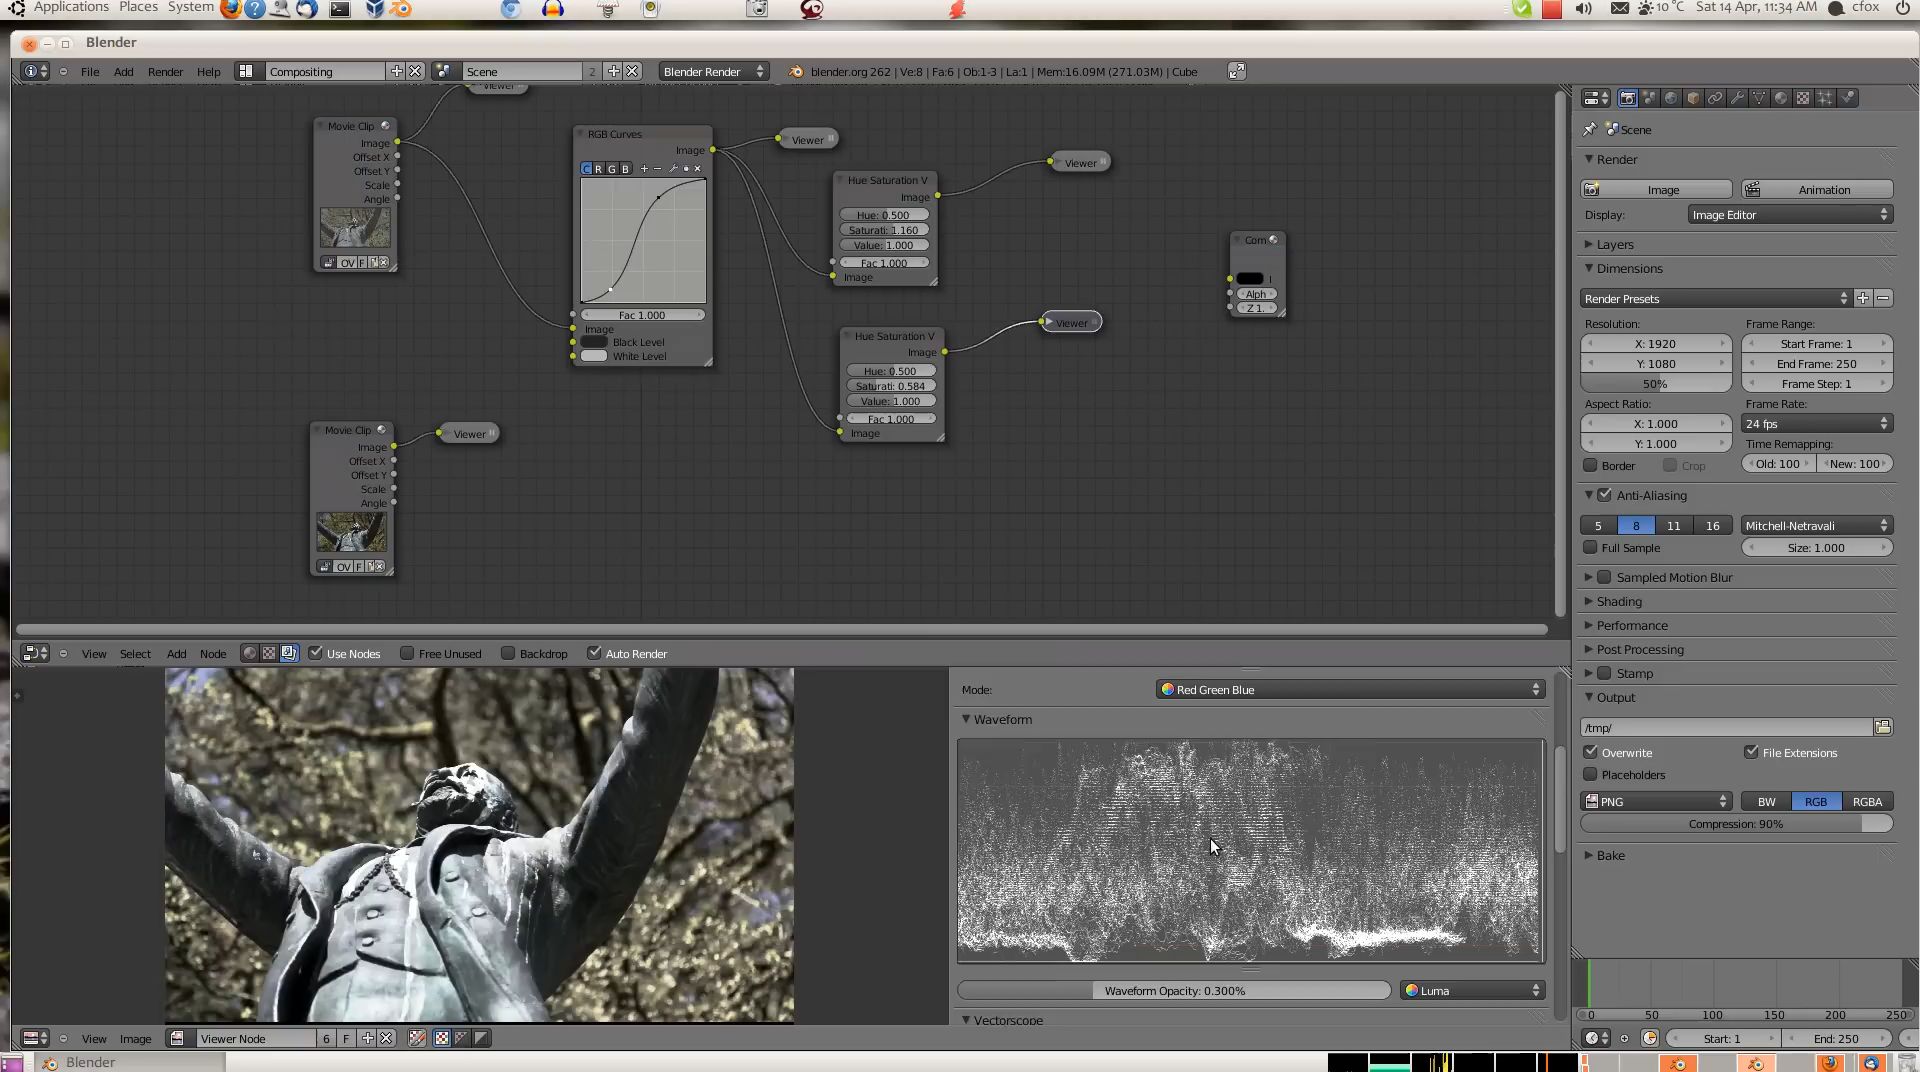 Applications Places System
10 °C Sat 14 Apr, 11:34 AM cfox
Blender
File Add Render Help Compositing Scene 2 Blender Render blender.org 262 | Ve:8 | Fa:6 | Ob:1-3 | La:1 | Mem:16.09M (271.03M) | Cube
Viewer
Movie Clip
Image
Offset X
Offset Y
Scale
Angle
OV F
RGB Curves
Image
C R G B
Fac 1.000
Image
Black Level
White Level
Viewer
Hue Saturation V
Image
Hue: 0.500
Saturati: 1.160
Value: 1.000
Fac 1.000
Image
Viewer
Hue Saturation V
Image
Hue: 0.500
Saturati: 0.584
Value: 1.000
Fac 1.000
Image
Viewer
Com
Alph
Z 1.
Movie Clip
Image
Offset X
Offset Y
Scale
Angle
OV F
Viewer
View Select Add Node Use Nodes Free Unused Backdrop Auto Render
Mode: Red Green Blue
Waveform
Waveform Opacity: 0.300% Luma
Vectorscope
View Image Viewer Node 6 F
Scene
Render
Image Animation
Display: Image Editor
Layers
Dimensions
Render Presets
Resolution: Frame Range:
X: 1920 Start Frame: 1
Y: 1080 End Frame: 250
50% Frame Step: 1
Aspect Ratio: Frame Rate:
X: 1.000 24 fps
Y: 1.000 Time Remapping:
Border Crop Old: 100 New: 100
Anti-Aliasing
5 8 11 16 Mitchell-Netravali
Full Sample Size: 1.000
Sampled Motion Blur
Shading
Performance
Post Processing
Stamp
Output
/tmp/
Overwrite File Extensions
Placeholders
PNG BW RGB RGBA
Compression: 90%
Bake
0 50 100 150 200 250
Start: 1 End: 250
Blender